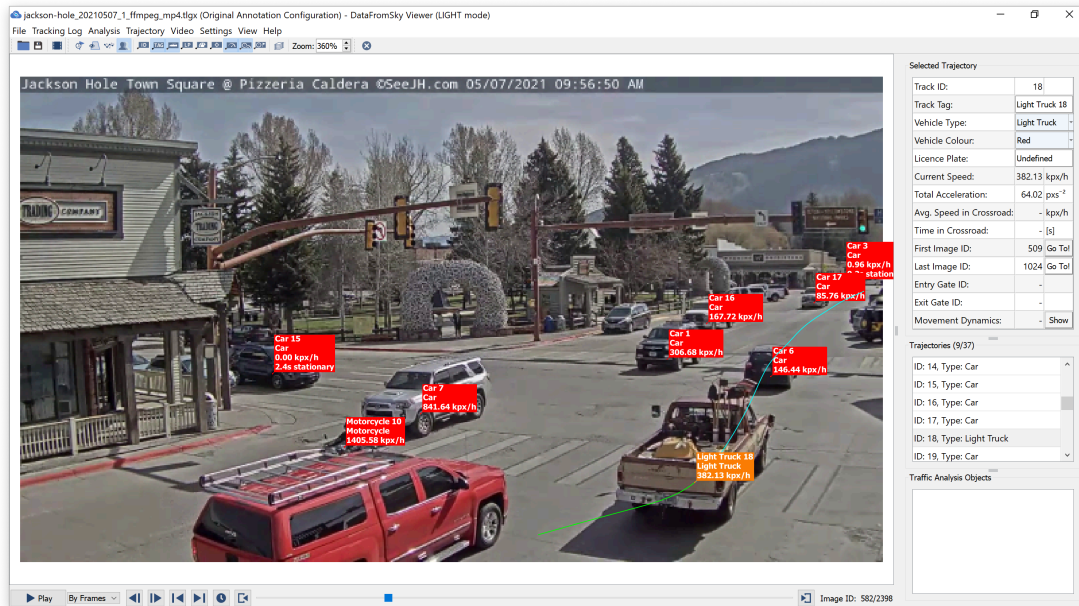 jackson-hole_20210507_1_ffmpeg_mp4.tlgx (Original Annotation Configuration) - DataFromSky Viewer (LIGHT mode)
File Tracking Log Analysis Trajectory Video Settings View Help
Zoom: 360%
Jackson Hole Town Square @ Pizzeria Caldera ©SeeJH.com 05/07/2021 09:56:50 AM
TRADING COMPANY
TRADING
Car 3
Car
0.96 kpx/h
Car 17
Car
85.76 kpx/h
Car 16
Car
167.72 kpx/h
Car 1
Car
306.68 kpx/h
Car 6
Car
146.44 kpx/h
Car 15
Car
0.00 kpx/h
2.4s stationary
Car 7
Car
841.64 kpx/h
Motorcycle 10
Motorcycle
1405.58 kpx/h
Light Truck 18
Light Truck
382.13 kpx/h
Selected Trajectory
Track ID: 18
Track Tag: Light Truck 18
Vehicle Type: Light Truck
Vehicle Colour: Red
Licence Plate: Undefined
Current Speed: 382.13 kpx/h
Total Acceleration: 64.02 pxs⁻²
Avg. Speed in Crossroad: - kpx/h
Time in Crossroad: - [s]
First Image ID: 509 Go To!
Last Image ID: 1024 Go To!
Entry Gate ID: -
Exit Gate ID: -
Movement Dynamics: - Show
Trajectories (9/37)
ID: 14, Type: Car
ID: 15, Type: Car
ID: 16, Type: Car
ID: 17, Type: Car
ID: 18, Type: Light Truck
ID: 19, Type: Car
Traffic Analysis Objects
Play By Frames
Image ID: 582/2398